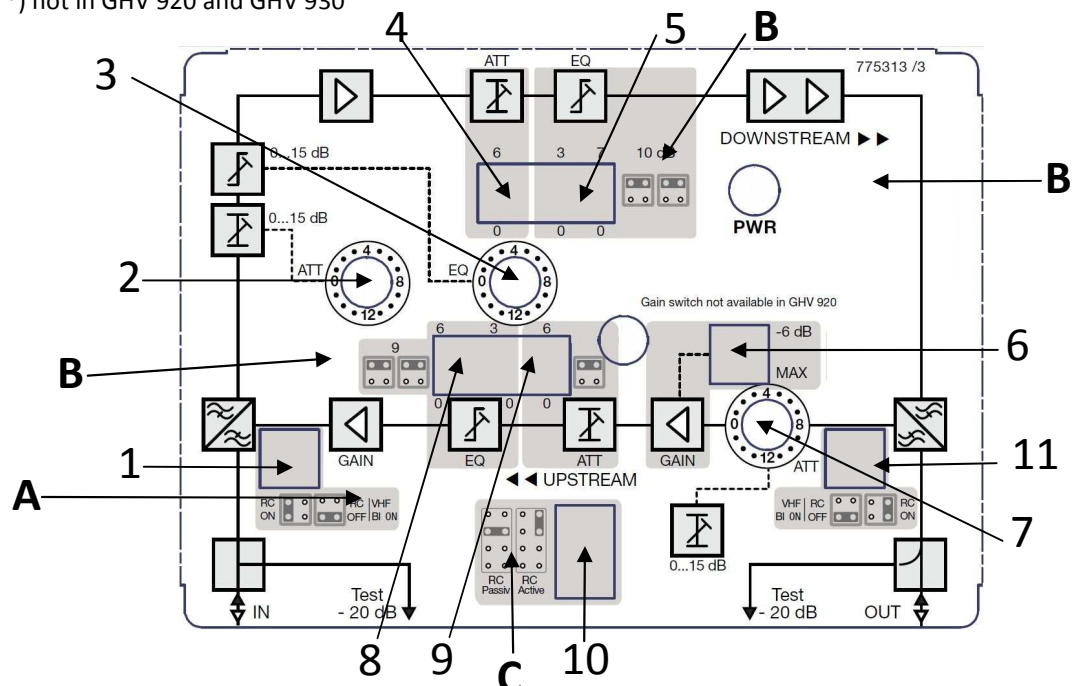 *) not in GHV 920 and GHV 930
4
5
B
3
ATT
EQ
775313 /3
DOWNSTREAM ▶▶
0...15 dB
6
3
7
10 dB
B
0...15 dB
0
0
0
PWR
2
ATT
0
4
8
12
EQ
0
4
8
12
Gain switch not available in GHV 920
6
3
6
-6 dB
6
B
9
MAX
0
0
0
4
0
8
12
1
GAIN
EQ
ATT
GAIN
ATT
11
◀◀ UPSTREAM
A
RC ON
RC OFF
VHF BI ON
VHF BI ON
RC OFF
RC ON
7
0...15 dB
RC Passiv
RC Active
Test
- 20 dB
Test
- 20 dB
IN
OUT
8
9
C
10